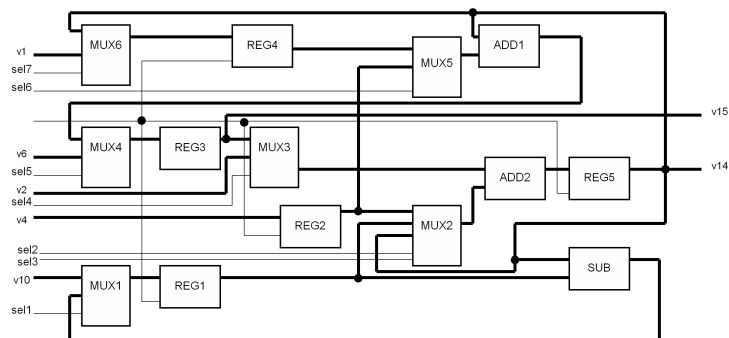 v1
sel7
sel6
MUX6
REG4
MUX5
ADD1
v15
v6
sel5
v2
sel4
v4
MUX4
REG3
MUX3
ADD2
REG5
v14
REG2
MUX2
sel2
sel3
v10
sel1
MUX1
REG1
SUB